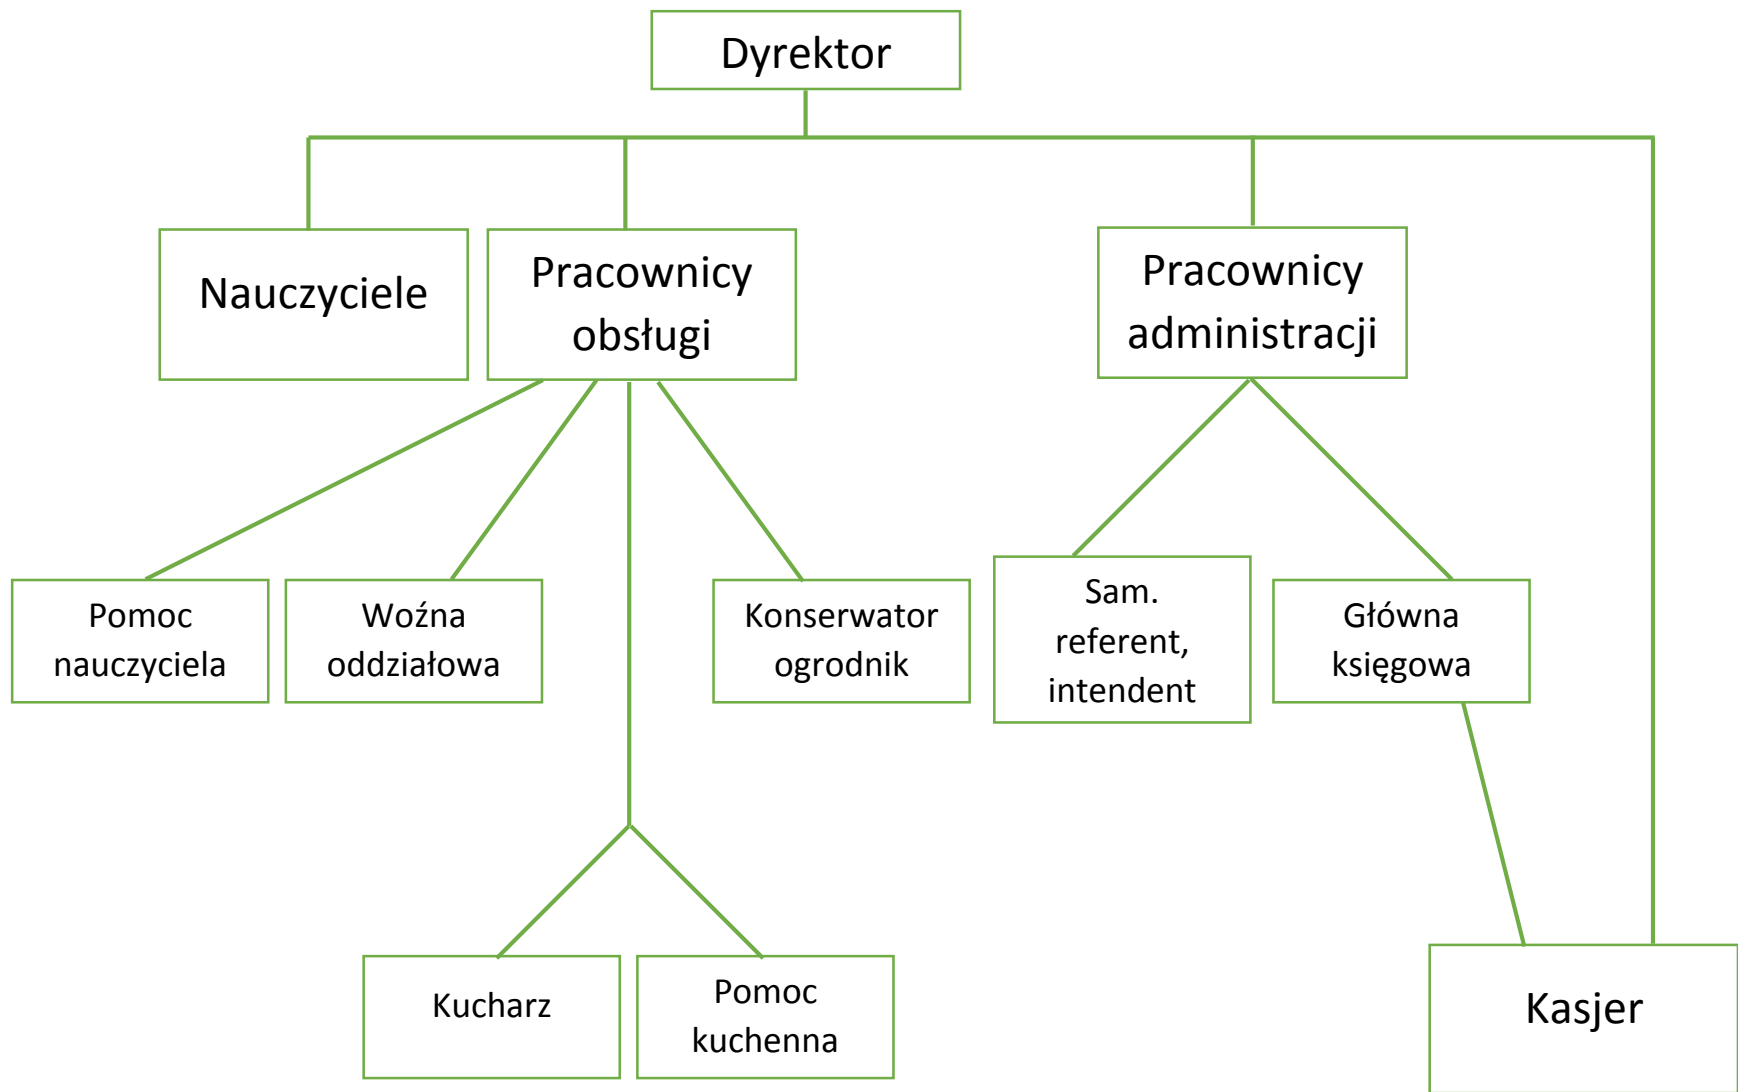 Dyrektor
Nauczyciele
Pracownicy
obsługi
Pracownicy
administracji
Pomoc
nauczyciela
Woźna
oddziałowa
Konserwator
ogrodnik
Sam.
referent,
intendent
Główna
księgowa
Kucharz
Pomoc
kuchenna
Kasjer